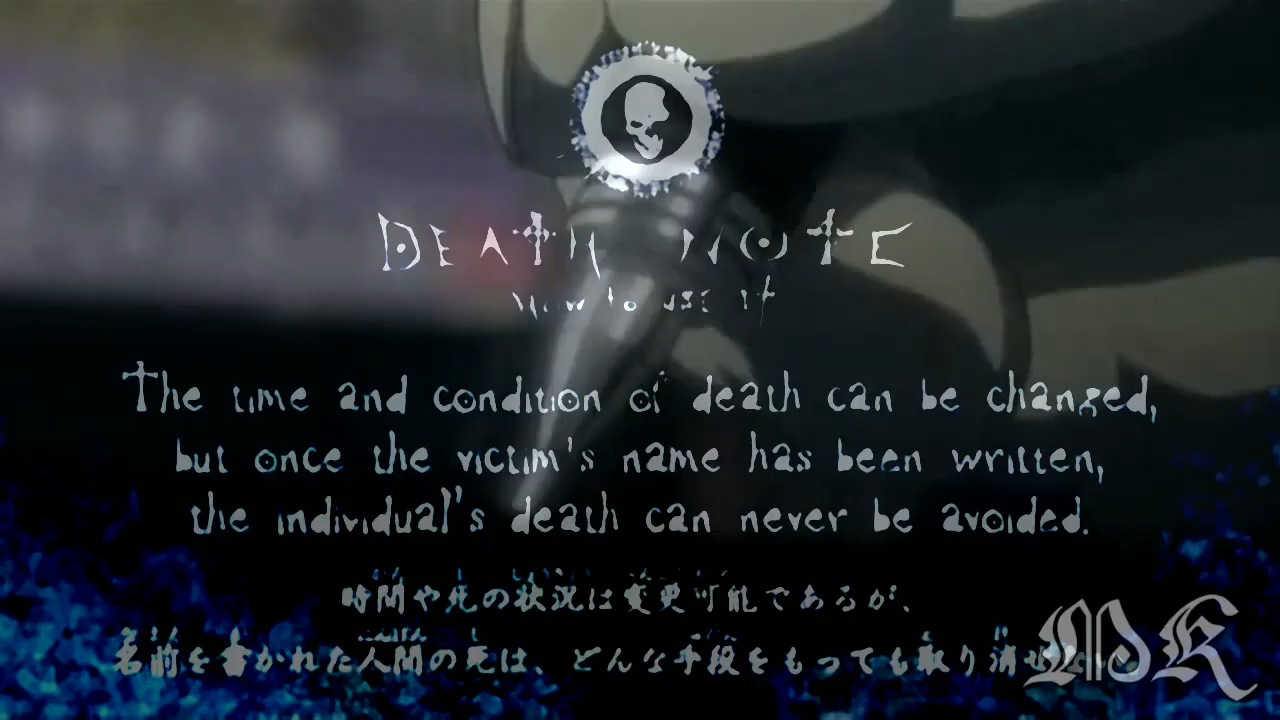 DEATH NOTE
How to use it
The time and condition of death can be changed,
but once the victim's name has been written,
the individual's death can never be avoided.
時間や死の状況は変更可能であるが、
名前を書かれた人間の死は、どんな手段をもっても取り消せない
MK